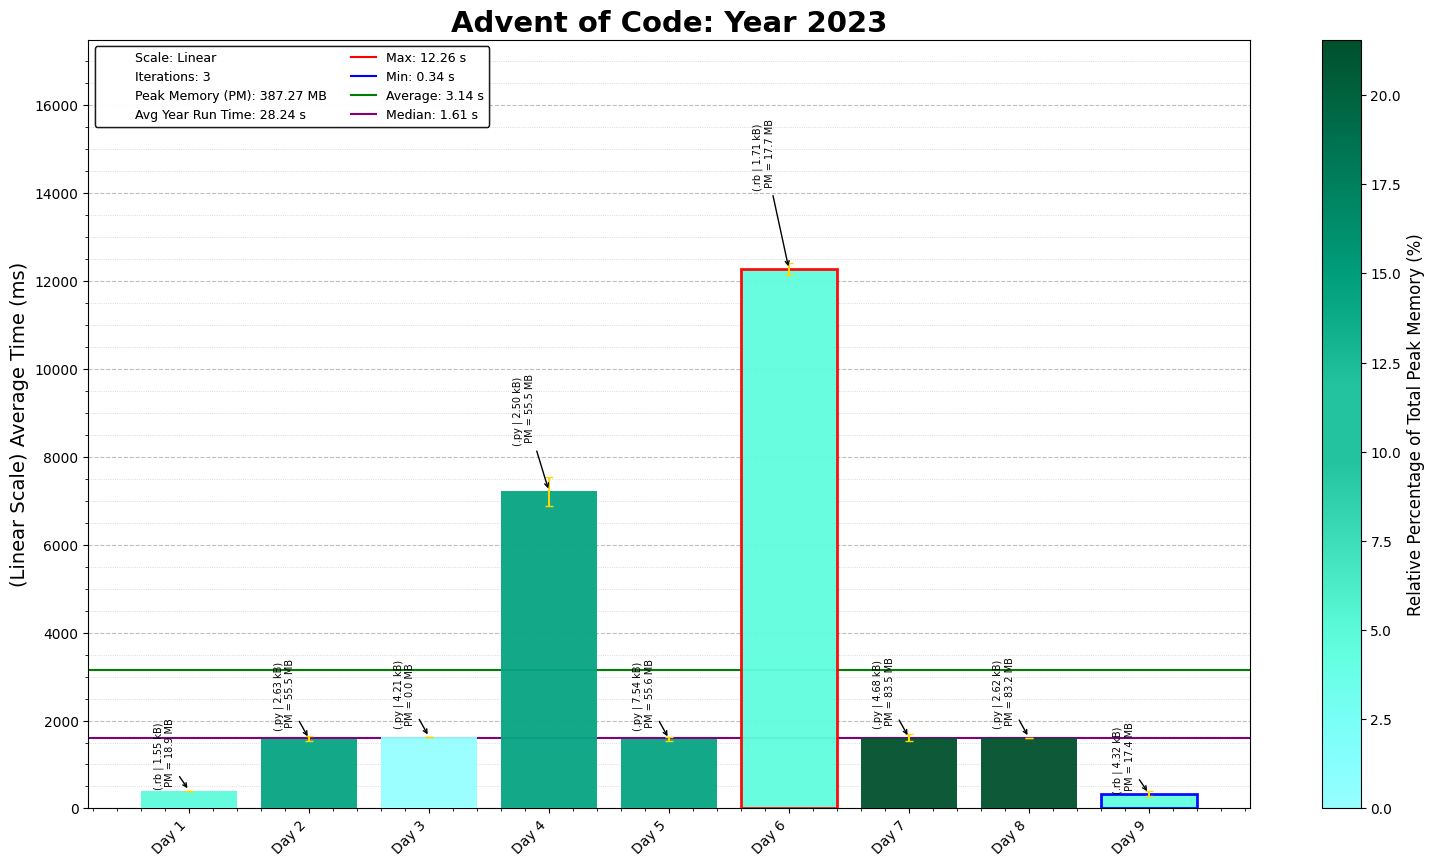 Advent of Code: Year 2023
Scale: Linear
Iterations: 3
Peak Memory (PM): 387.27 MB
Avg Year Run Time: 28.24 s
Max: 12.26 s
Min: 0.34 s
Average: 3.14 s
Median: 1.61 s
(Linear Scale) Average Time (ms)
16000
14000
12000
10000
8000
6000
4000
2000
0
(.rb | 1.55 kB)
PM = 18.9 MB
(.py | 2.63 kB)
PM = 55.5 MB
(.py | 4.21 kB)
PM = 0.0 MB
(.py | 2.50 kB)
PM = 55.5 MB
(.py | 7.54 kB)
PM = 55.6 MB
(.rb | 1.71 kB)
PM = 17.7 MB
(.py | 4.68 kB)
PM = 83.5 MB
(.py | 2.62 kB)
PM = 83.2 MB
(.rb | 4.32 kB)
PM = 17.4 MB
Day 1
Day 2
Day 3
Day 4
Day 5
Day 6
Day 7
Day 8
Day 9
20.0
17.5
15.0
12.5
10.0
7.5
5.0
2.5
0.0
Relative Percentage of Total Peak Memory (%)